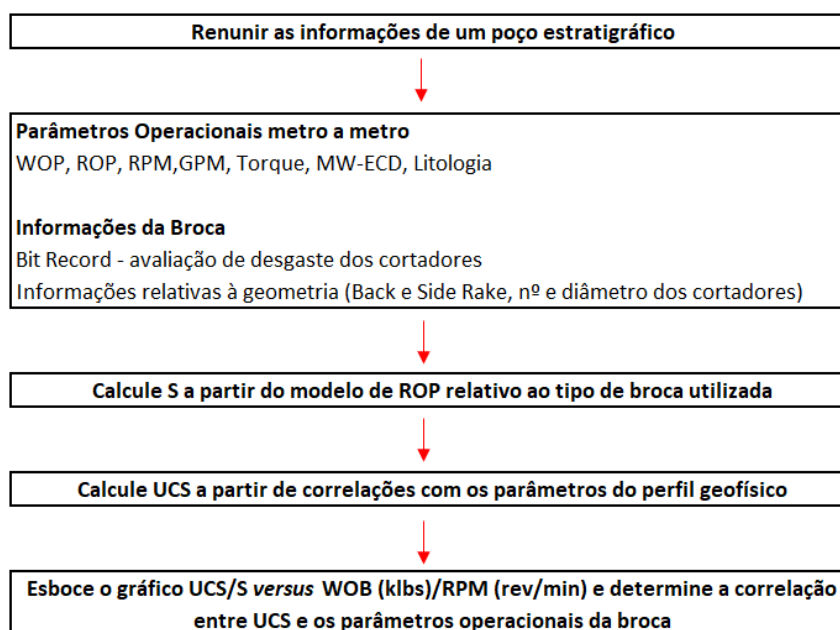 Renunir as informações de um poço estratigráfico
Parâmetros Operacionais metro a metro
WOP, ROP, RPM,GPM, Torque, MW-ECD, Litologia
Informações da Broca
Bit Record - avaliação de desgaste dos cortadores
Informações relativas à geometria (Back e Side Rake, nº e diâmetro dos cortadores)
Calcule S a partir do modelo de ROP relativo ao tipo de broca utilizada
Calcule UCS a partir de correlações com os parâmetros do perfil geofísico
Esboce o gráfico UCS/S versus WOB (klbs)/RPM (rev/min) e determine a correlação
entre UCS e os parâmetros operacionais da broca